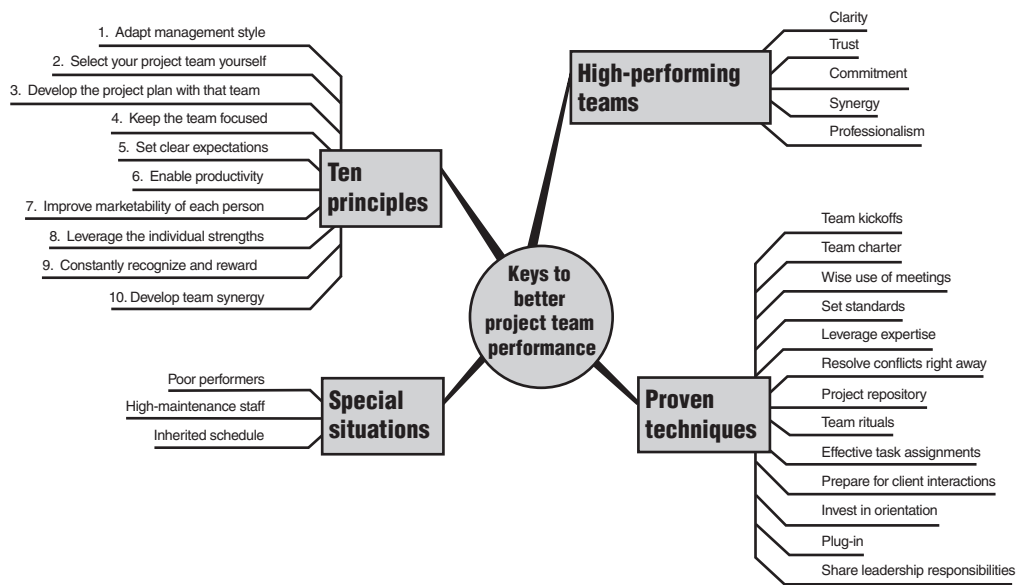 1. Adapt management style
2. Select your project team yourself
3. Develop the project plan with that team
4. Keep the team focused
5. Set clear expectations
6. Enable productivity
7. Improve marketability of each person
8. Leverage the individual strengths
9. Constantly recognize and reward
10. Develop team synergy
Ten
principles
High-performing
teams
Clarity
Trust
Commitment
Synergy
Professionalism
Keys to
better
project team
performance
Poor performers
High-maintenance staff
Inherited schedule
Special
situations
Proven
techniques
Team kickoffs
Team charter
Wise use of meetings
Set standards
Leverage expertise
Resolve conflicts right away
Project repository
Team rituals
Effective task assignments
Prepare for client interactions
Invest in orientation
Plug-in
Share leadership responsibilities